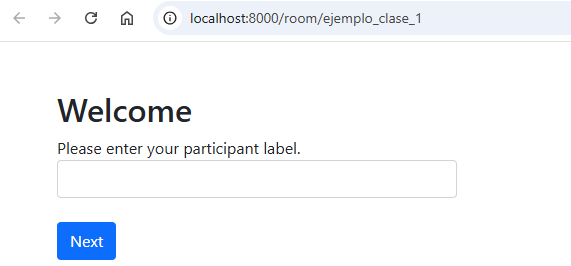 localhost:8000/room/ejemplo_clase_1
Welcome
Please enter your participant label.
Next